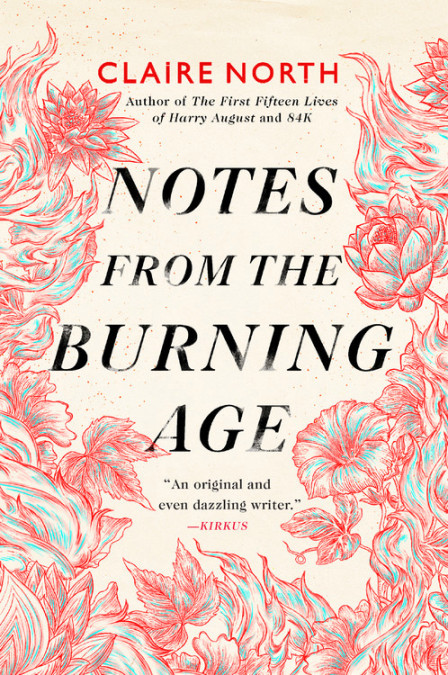 CLAIRE NORTH
Author of The First Fifteen Lives
of Harry August and 84K
NOTES
FROM THE
BURNING
AGE
“An original and
even dazzling writer.”
—KIRKUS